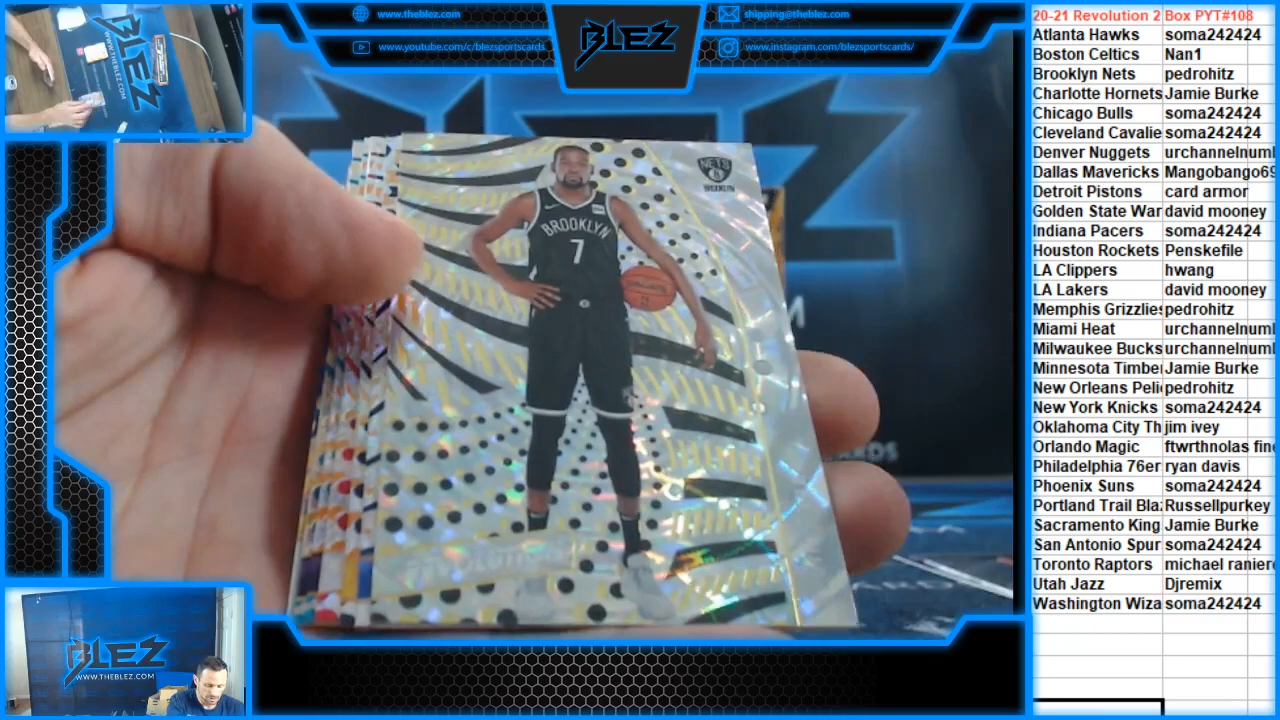 www.theblez.com
shipping@theblez.com
www.youtube.com/c/blezsportscards
www.instagram.com/blezsportscards/
BLEZ
BLEZ
WWW.THEBLEZ.COM
NETS
BROOKLYN
BROOKLYN
7
REVOLUTION
BLEZ
WWW.THEBLEZ.COM
20-21 Revolution 2 Box PYT#108
Atlanta Hawks soma242424
Boston Celtics Nan1
Brooklyn Nets pedrohitz
Charlotte Hornets Jamie Burke
Chicago Bulls soma242424
Cleveland Cavalie soma242424
Denver Nuggets urchannelnuml
Dallas Mavericks Mangobango69
Detroit Pistons card armor
Golden State War david mooney
Indiana Pacers soma242424
Houston Rockets Penskefile
LA Clippers hwang
LA Lakers david mooney
Memphis Grizzlies pedrohitz
Miami Heat urchannelnuml
Milwaukee Bucks urchannelnuml
Minnesota Timbe Jamie Burke
New Orleans Peli pedrohitz
New York Knicks soma242424
Oklahoma City Th jim ivey
Orlando Magic ftwrthnolas fin
Philadelphia 76er ryan davis
Phoenix Suns soma242424
Portland Trail Bla Russellpurkey
Sacramento King Jamie Burke
San Antonio Spur soma242424
Toronto Raptors michael ranier
Utah Jazz Djremix
Washington Wiza soma242424